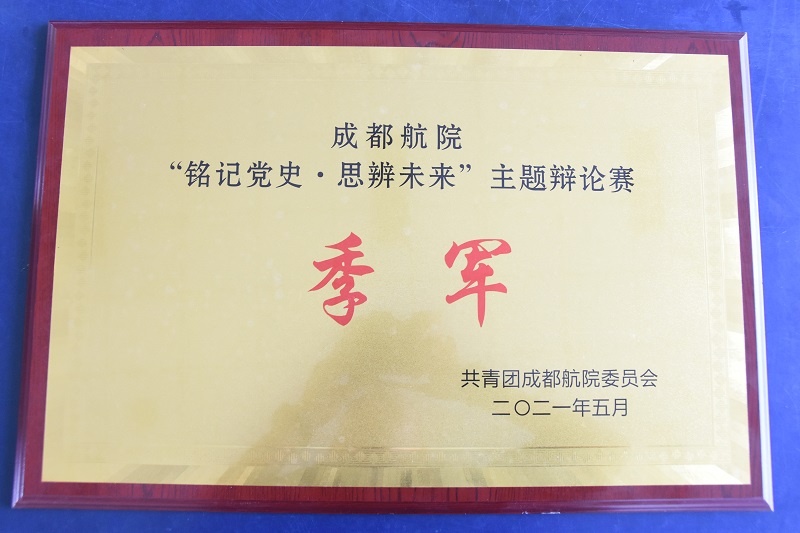 成都航院
“铭记党史·思辨未来”主题辩论赛
季军
共青团成都航院委员会
二〇二一年五月